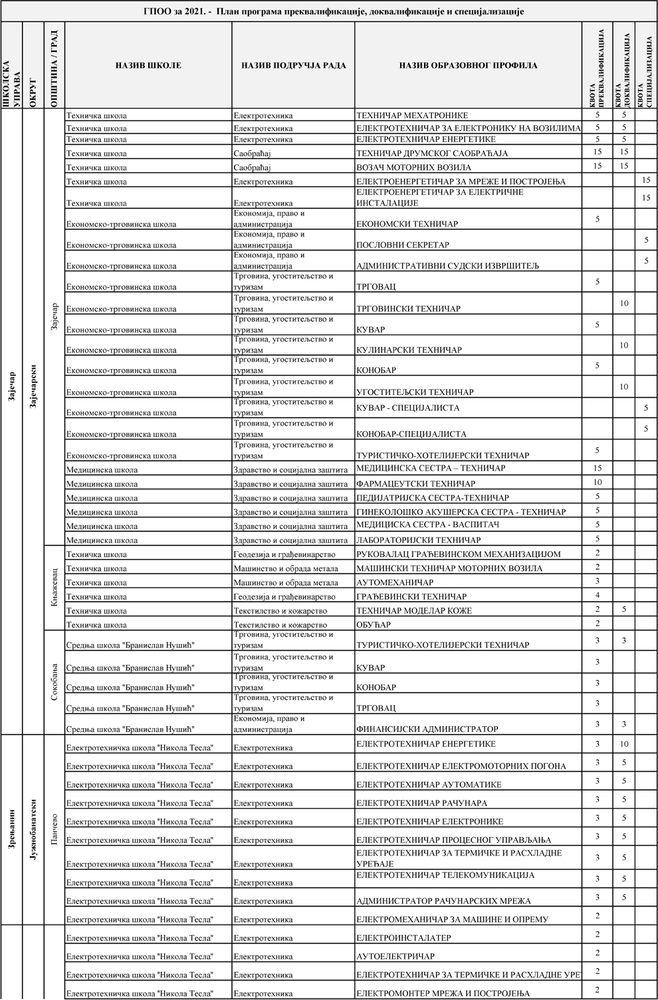 ГПОО за 2021. - План програма преквалификације, доквалификације и специјализације
ШКОЛСКА УПРАВА
ОКРУГ
ОПШТИНА / ГРАД
НАЗИВ ШКОЛЕ
НАЗИВ ПОДРУЧЈА РАДА
НАЗИВ ОБРАЗОВНОГ ПРОФИЛА
КВОТА ПРЕКВАЛИФИКАЦИЈА
КВОТА ДОКВАЛИФИКАЦИЈА
КВОТА СПЕЦИЈАЛИЗАЦИЈА
Зајечар
Зајечарски
Зајечар
Техничка школа Електротехника ТЕХНИЧАР МЕХАТРОНИКЕ 5 5
Техничка школа Електротехника ЕЛЕКТРОТЕХНИЧАР ЗА ЕЛЕКТРОНИКУ НА ВОЗИЛИМА 5 5
Техничка школа Електротехника ЕЛЕКТРОТЕХНИЧАР ЕНЕРГЕТИКЕ 5 5
Техничка школа Саобраћај ТЕХНИЧАР ДРУМСКОГ САОБРАЋАЈА 15 15
Техничка школа Саобраћај ВОЗАЧ МОТОРНИХ ВОЗИЛА 15 15
Техничка школа Електротехника ЕЛЕКТРОЕНЕРГЕТИЧАР ЗА МРЕЖЕ И ПОСТРОЈЕЊА 15
Техничка школа Електротехника ЕЛЕКТРОЕНЕРГЕТИЧАР ЗА ЕЛЕКТРИЧНЕ
ИНСТАЛАЦИЈЕ 15
Економско-трговинска школа Економија, право и
администрација ЕКОНОМСКИ ТЕХНИЧАР 5
Економско-трговинска школа Економија, право и
администрација ПОСЛОВНИ СЕКРЕТАР 5
Економско-трговинска школа Економија, право и
администрација АДМИНИСТРАТИВНИ СУДСКИ ИЗВРШИТЕЉ 5
Економско-трговинска школа Трговина, угоститељство и
туризам ТРГОВАЦ 5
Економско-трговинска школа Трговина, угоститељство и
туризам ТРГОВИНСКИ ТЕХНИЧАР 10
Економско-трговинска школа Трговина, угоститељство и
туризам КУВАР 5
Економско-трговинска школа Трговина, угоститељство и
туризам КУЛИНАРСКИ ТЕХНИЧАР 10
Економско-трговинска школа Трговина, угоститељство и
туризам КОНОБАР 5
Економско-трговинска школа Трговина, угоститељство и
туризам УГОСТИТЕЉСКИ ТЕХНИЧАР 10
Економско-трговинска школа Трговина, угоститељство и
туризам КУВАР - СПЕЦИЈАЛИСТА 5
Економско-трговинска школа Трговина, угоститељство и
туризам КОНОБАР-СПЕЦИЈАЛИСТА 5
Економско-трговинска школа Трговина, угоститељство и
туризам ТУРИСТИЧКО-ХОТЕЛИЈЕРСКИ ТЕХНИЧАР 5
Медицинска школа Здравство и социјална заштита МЕДИЦИНСКА СЕСТРА – ТЕХНИЧАР 15
Медицинска школа Здравство и социјална заштита ФАРМАЦЕУТСКИ ТЕХНИЧАР 10
Медицинска школа Здравство и социјална заштита ПЕДИЈАТРИЈСКА СЕСТРА-ТЕХНИЧАР 5
Медицинска школа Здравство и социјална заштита ГИНЕКОЛОШКО АКУШЕРСКА СЕСТРА - ТЕХНИЧАР 5
Медицинска школа Здравство и социјална заштита МЕДИЦИСКА СЕСТРА - ВАСПИТАЧ 5
Медицинска школа Здравство и социјална заштита ЛАБОРАТОРИЈСКИ ТЕХНИЧАР 5
Књажевац
Техничка школа Геодезија и грађевинарство РУКОВАЛАЦ ГРАЂЕВИНСКОМ МЕХАНИЗАЦИЈОМ 2
Техничка школа Машинство и обрада метала МАШИНСКИ ТЕХНИЧАР МОТОРНИХ ВОЗИЛА 2
Техничка школа Машинство и обрада метала АУТОМЕХАНИЧАР 3
Техничка школа Геодезија и грађевинарство ГРАЂЕВИНСКИ ТЕХНИЧАР 4
Техничка школа Текстилство и кожарство ТЕХНИЧАР МОДЕЛАР КОЖЕ 2 5
Техничка школа Текстилство и кожарство ОБУЋАР 2
Сокобања
Средња школа "Бранислав Нушић" Трговина, угоститељство и
туризам ТУРИСТИЧКО-ХОТЕЛИЈЕРСКИ ТЕХНИЧАР 3 3
Средња школа "Бранислав Нушић" Трговина, угоститељство и
туризам КУВАР 3
Средња школа "Бранислав Нушић" Трговина, угоститељство и
туризам КОНОБАР 3
Средња школа "Бранислав Нушић" Трговина, угоститељство и
туризам ТРГОВАЦ 3
Средња школа "Бранислав Нушић" Економија, право и
администрација ФИНАНСИЈСКИ АДМИНИСТРАТОР 3 3
Зрењанин
Јужнобанатски
Панчево
Електротехничка школа "Никола Тесла" Електротехника ЕЛЕКТРОТЕХНИЧАР ЕНЕРГЕТИКЕ 3 10
Електротехничка школа "Никола Тесла" Електротехника ЕЛЕКТРОТЕХНИЧАР ЕЛЕКТРОМОТОРНИХ ПОГОНА 3 5
Електротехничка школа "Никола Тесла" Електротехника ЕЛЕКТРОТЕХНИЧАР АУТОМАТИКЕ 3 5
Електротехничка школа "Никола Тесла" Електротехника ЕЛЕКТРОТЕХНИЧАР РАЧУНАРА 3 5
Електротехничка школа "Никола Тесла" Електротехника ЕЛЕКТРОТЕХНИЧАР ЕЛЕКТРОНИКЕ 3 5
Електротехничка школа "Никола Тесла" Електротехника ЕЛЕКТРОТЕХНИЧАР ПРОЦЕСНОГ УПРАВЉАЊА 3 5
Електротехничка школа "Никола Тесла" Електротехника ЕЛЕКТРОТЕХНИЧАР ЗА ТЕРМИЧКЕ И РАСХЛАДНЕ
УРЕЂАЈЕ 3 5
Електротехничка школа "Никола Тесла" Електротехника ЕЛЕКТРОТЕХНИЧАР ТЕЛЕКОМУНИКАЦИЈА 3 5
Електротехничка школа "Никола Тесла" Електротехника АДМИНИСТРАТОР РАЧУНАРСКИХ МРЕЖА 3 5
Електротехничка школа "Никола Тесла" Електротехника ЕЛЕКТРОМЕХАНИЧАР ЗА МАШИНЕ И ОПРЕМУ 2
Електротехничка школа "Никола Тесла" Електротехника ЕЛЕКТРОИНСТАЛАТЕР 2
Електротехничка школа "Никола Тесла" Електротехника АУТОЕЛЕКТРИЧАР 2
Електротехничка школа "Никола Тесла" Електротехника ЕЛЕКТРОТЕХНИЧАР ЗА ТЕРМИЧКЕ И РАСХЛАДНЕ УРЕЂ 2
Електротехничка школа "Никола Тесла" Електротехника ЕЛЕКТРОМОНТЕР МРЕЖА И ПОСТРОЈЕЊА 2